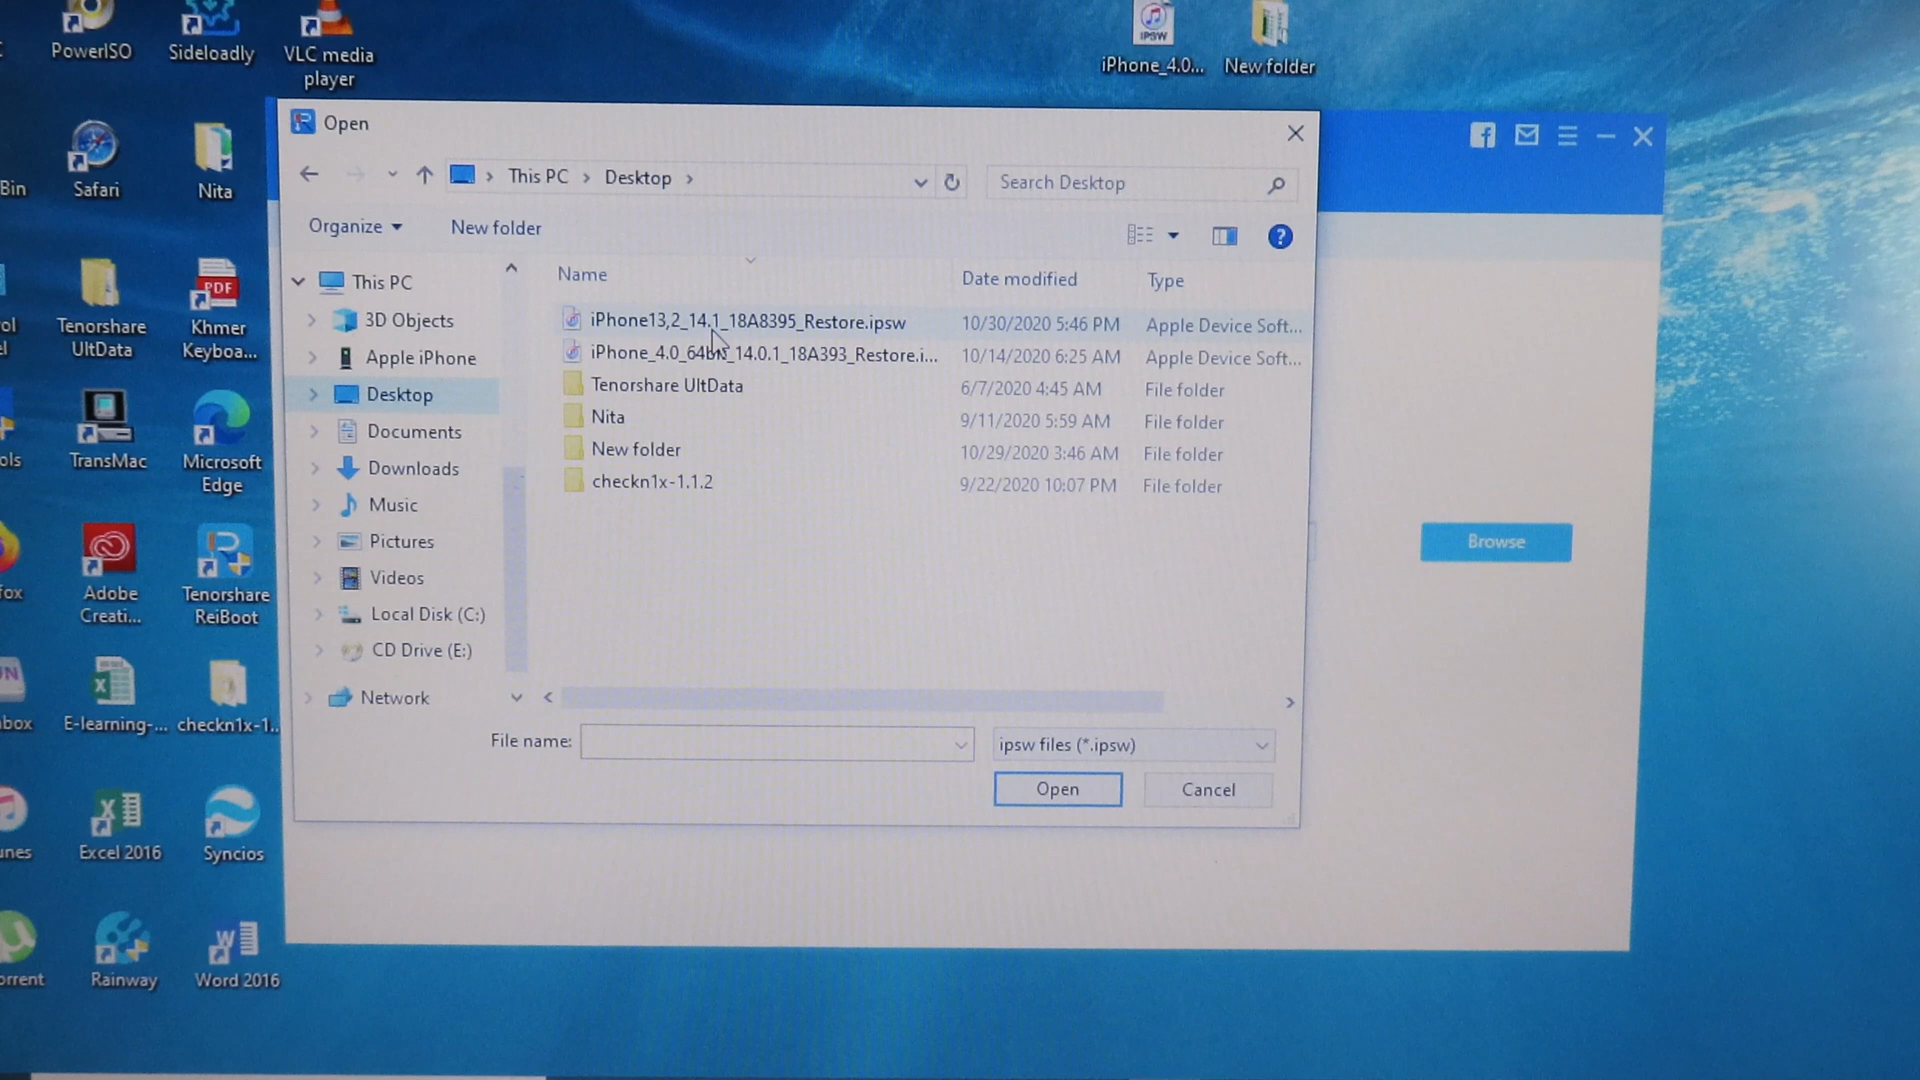 PowerISO
Sideloadly
VLC media
player
IPSW
iPhone_4.0...
New folder
Bin
Safari
Nita
Tenorshare
UltData
PDF
Khmer
Keyboa...
TransMac
Microsoft
Edge
Adobe
Creati...
Tenorshare
ReiBoot
E-learning-...
checkn1x-1...
Excel 2016
Syncios
Rainway
Word 2016
Open
This PC
Desktop
Search Desktop
Organize
New folder
?
This PC
3D Objects
Apple iPhone
Desktop
Documents
Downloads
Music
Pictures
Videos
Local Disk (C:)
CD Drive (E:)
Network
Name Date modified Type
iPhone13,2_14.1_18A8395_Restore.ipsw 10/30/2020 5:46 PM Apple Device Soft...
iPhone_4.0_64bit_14.0.1_18A393_Restore.i... 10/14/2020 6:25 AM Apple Device Soft...
Tenorshare UltData 6/7/2020 4:45 AM File folder
Nita 9/11/2020 5:59 AM File folder
New folder 10/29/2020 3:46 AM File folder
checkn1x-1.1.2 9/22/2020 10:07 PM File folder
File name:
ipsw files (*.ipsw)
Open
Cancel
Browse